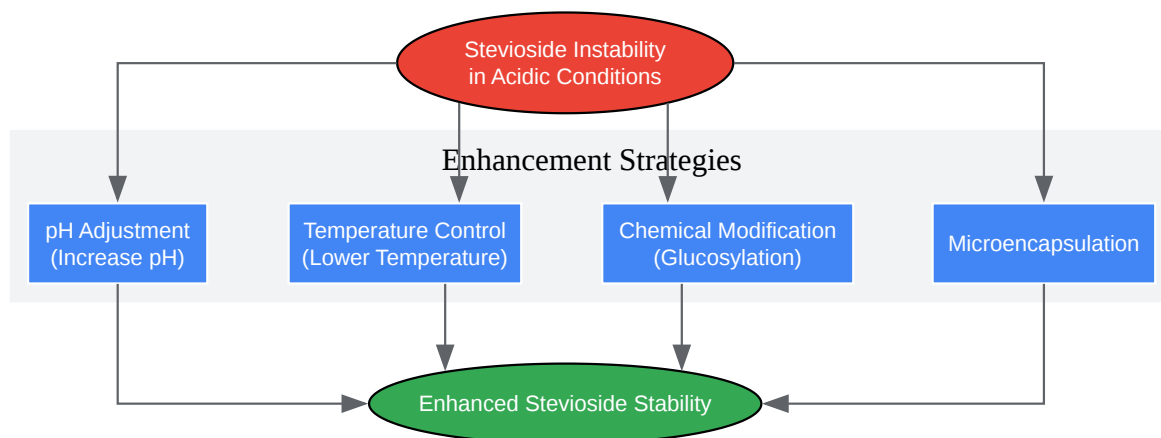 Stevioside Instability
in Acidic Conditions
Enhancement Strategies
pH Adjustment
(Increase pH)
Temperature Control
(Lower Temperature)
Chemical Modification
(Glucosylation)
Microencapsulation
Enhanced Stevioside Stability